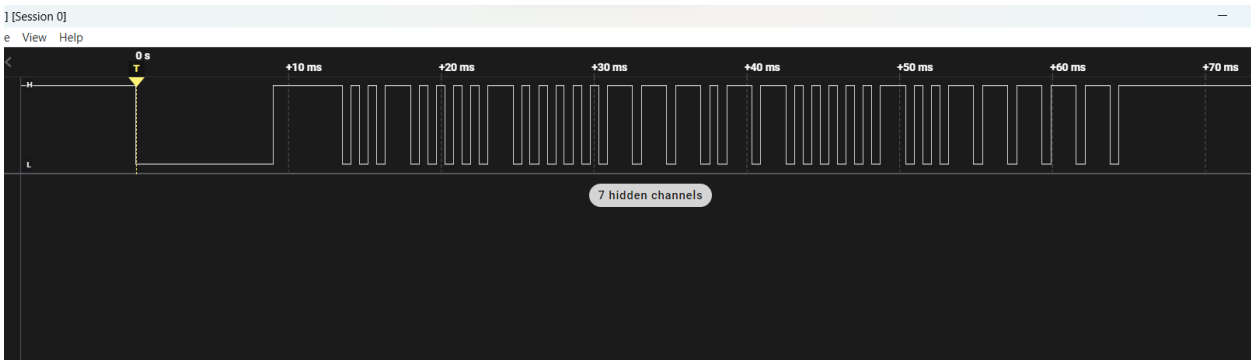 ] [Session 0]
e View Help
0 s
T
+10 ms +20 ms +30 ms +40 ms +50 ms +60 ms +70 ms
H
L
7 hidden channels